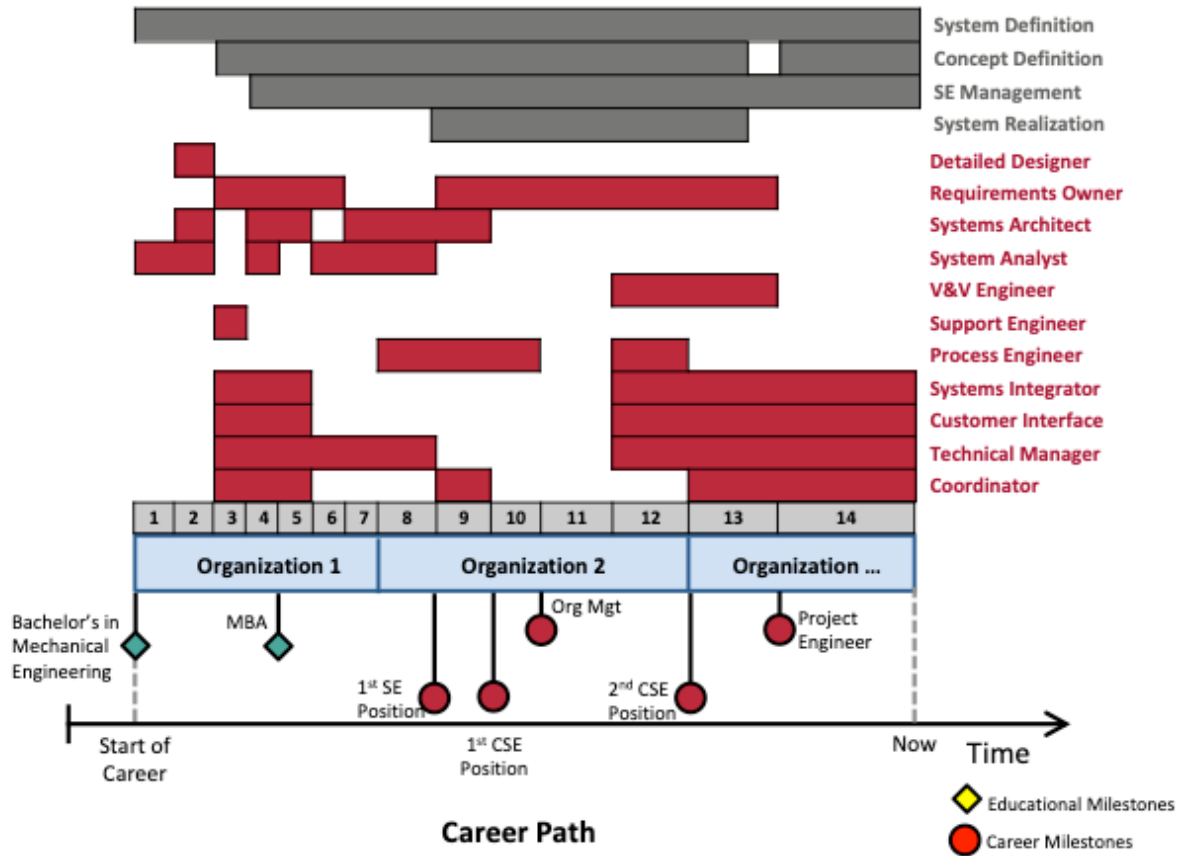 System Definition
Concept Definition
SE Management
System Realization
Detailed Designer
Requirements Owner
Systems Architect
System Analyst
V&V Engineer
Support Engineer
Process Engineer
Systems Integrator
Customer Interface
Technical Manager
Coordinator
1 2 3 4 5 6 7 8 9 10 11 12 13 14
Organization 1 Organization 2 Organization ...
Bachelor's in
Mechanical
Engineering
MBA
Org Mgt
Project
Engineer
1st SE
Position
1st CSE
Position
2nd CSE
Position
Start of
Career
Now
Time
Educational Milestones
Career Milestones
Career Path